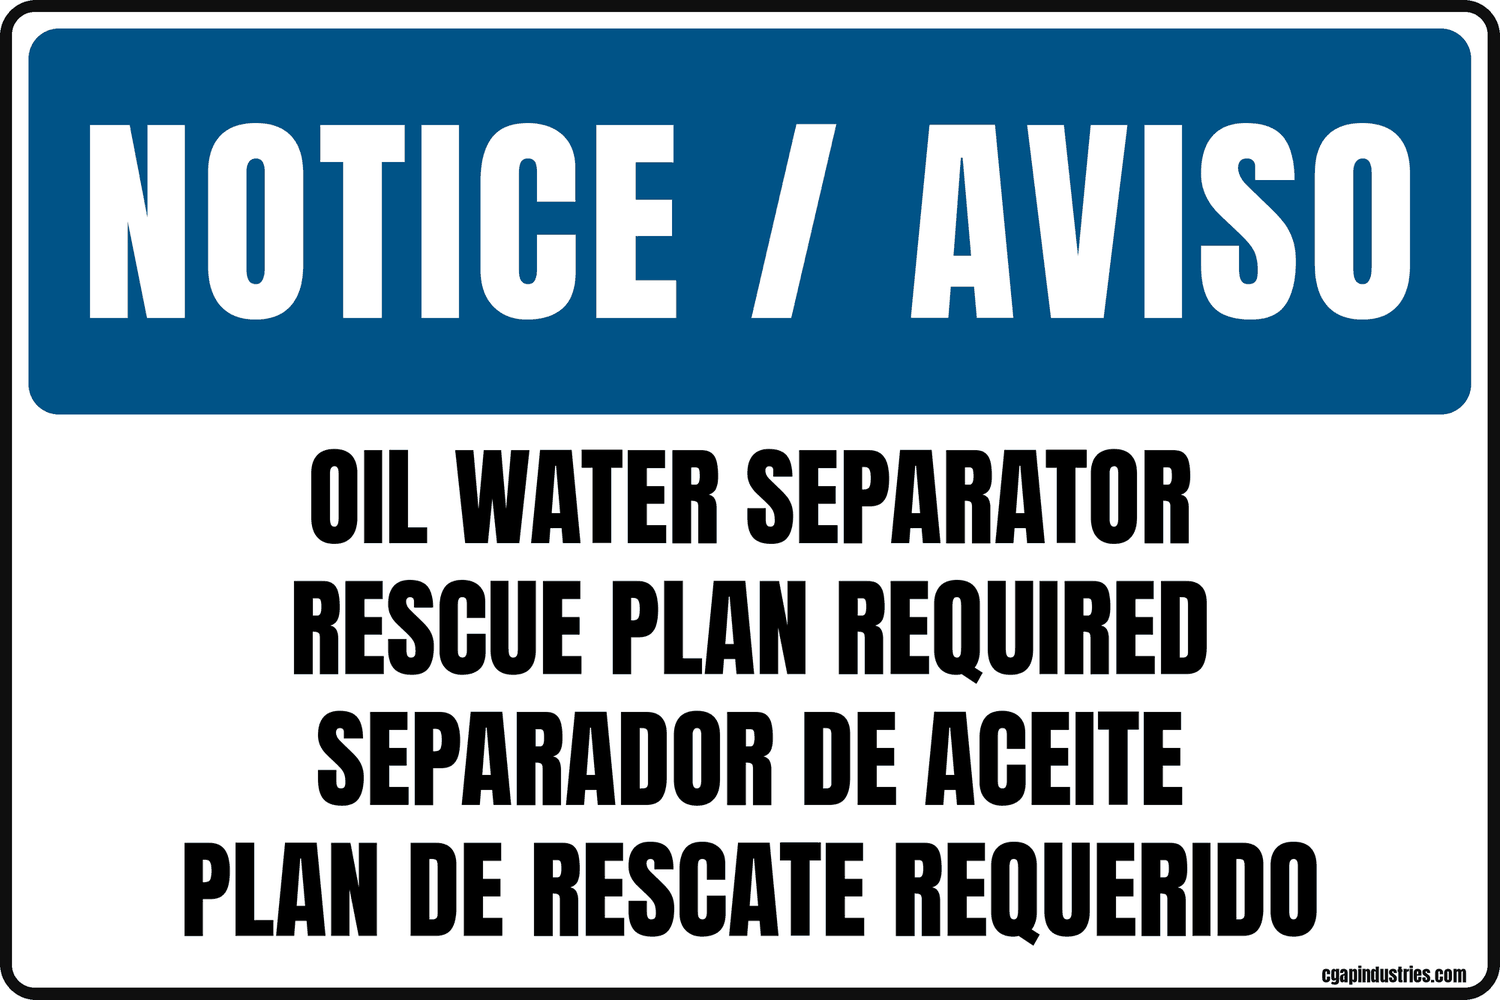 NOTICE / AVISO
OIL WATER SEPARATOR
RESCUE PLAN REQUIRED
SEPARADOR DE ACEITE
PLAN DE RESCATE REQUERIDO
cgapindustries.com